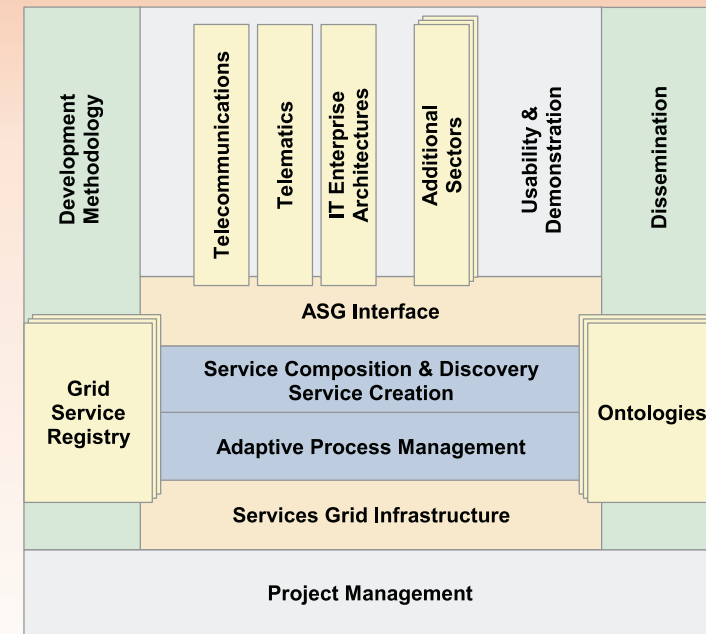 Development
Methodology
Telecommunications
Telematics
IT Enterprise
Architectures
Additional
Sectors
Usability &
Demonstration
Dissemination
ASG Interface
Service Composition & Discovery
Service Creation
Adaptive Process Management
Services Grid Infrastructure
Grid
Service
Registry
Ontologies
Project Management